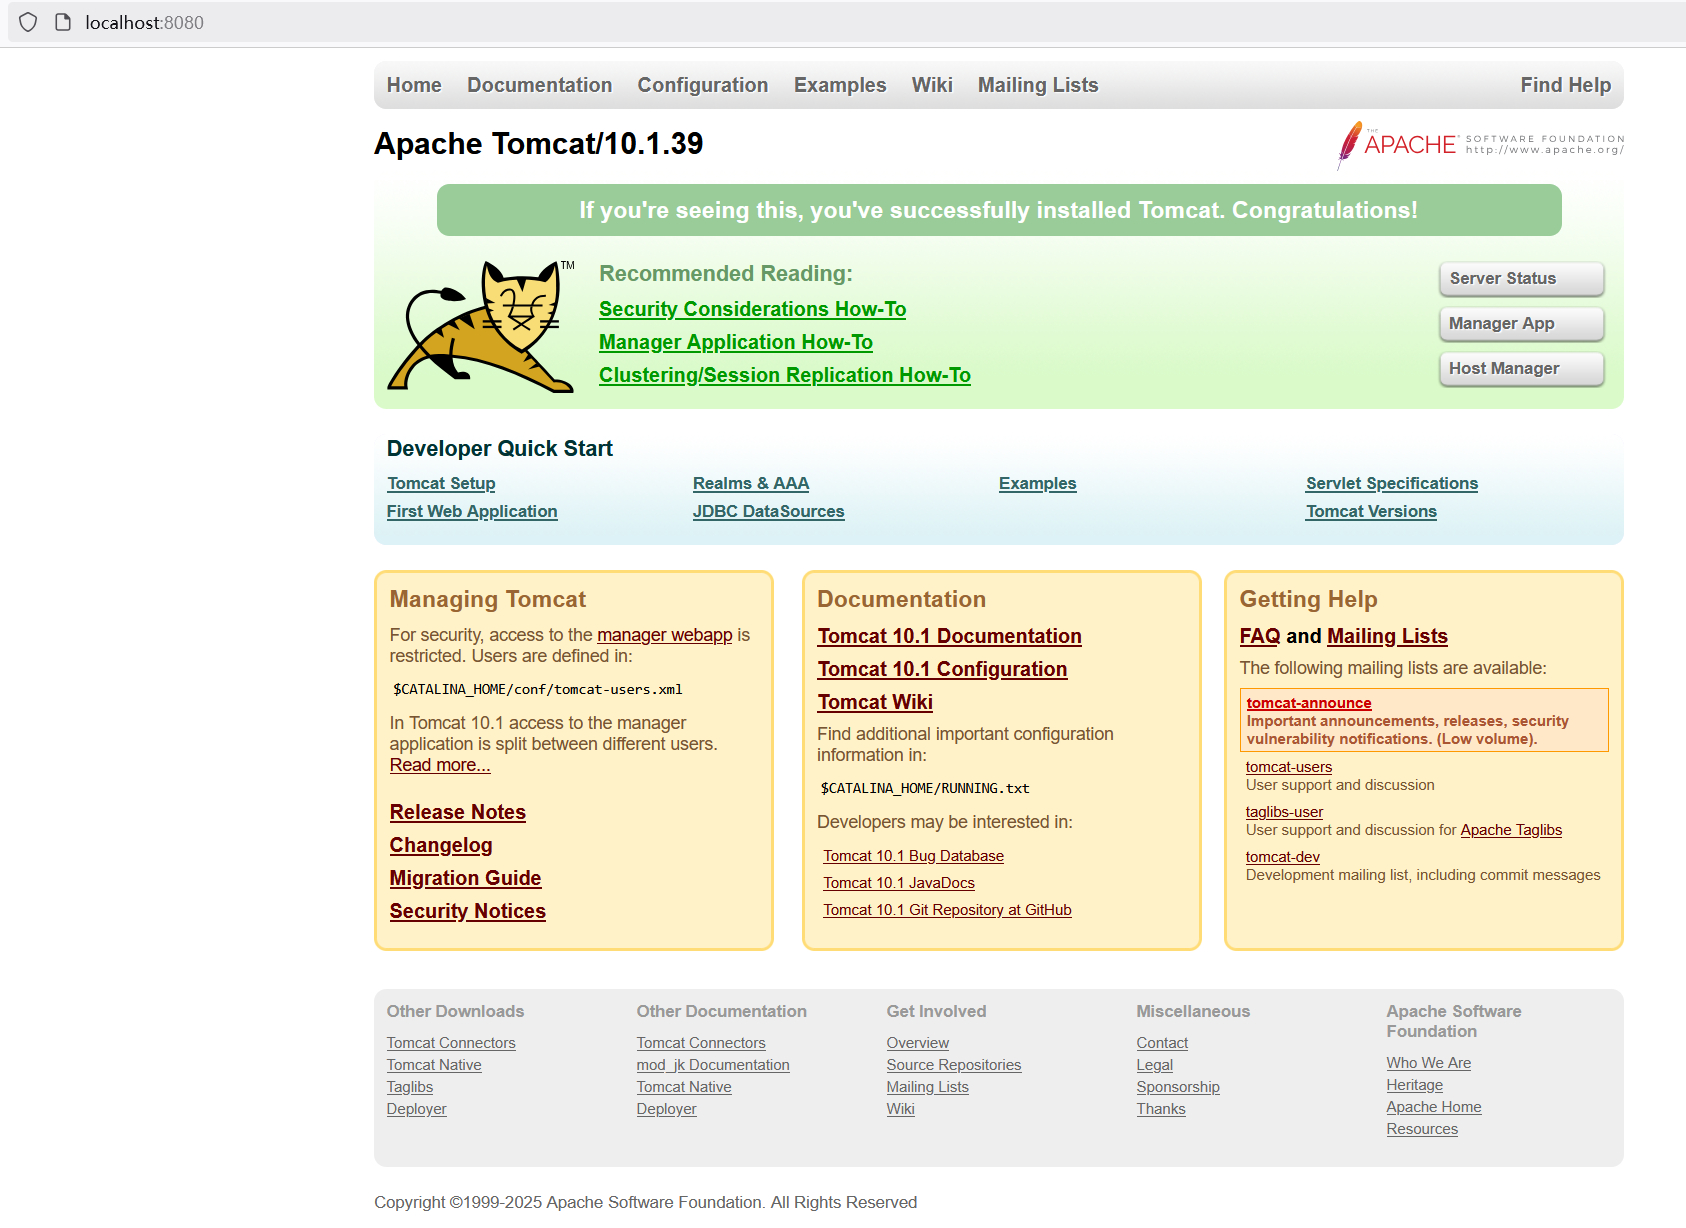 localhost:8080
Home Documentation Configuration Examples Wiki Mailing Lists Find Help
Apache Tomcat/10.1.39
THE APACHE® SOFTWARE FOUNDATION
http://www.apache.org/
If you're seeing this, you've successfully installed Tomcat. Congratulations!
TM
Recommended Reading:
Security Considerations How-To
Manager Application How-To
Clustering/Session Replication How-To
Server Status
Manager App
Host Manager
Developer Quick Start
Tomcat Setup
First Web Application
Realms & AAA
JDBC DataSources
Examples
Servlet Specifications
Tomcat Versions
Managing Tomcat
For security, access to the manager webapp is
restricted. Users are defined in:
$CATALINA_HOME/conf/tomcat-users.xml
In Tomcat 10.1 access to the manager
application is split between different users.
Read more...
Release Notes
Changelog
Migration Guide
Security Notices
Documentation
Tomcat 10.1 Documentation
Tomcat 10.1 Configuration
Tomcat Wiki
Find additional important configuration
information in:
$CATALINA_HOME/RUNNING.txt
Developers may be interested in:
Tomcat 10.1 Bug Database
Tomcat 10.1 JavaDocs
Tomcat 10.1 Git Repository at GitHub
Getting Help
FAQ and Mailing Lists
The following mailing lists are available:
tomcat-announce
Important announcements, releases, security
vulnerability notifications. (Low volume).
tomcat-users
User support and discussion
taglibs-user
User support and discussion for Apache Taglibs
tomcat-dev
Development mailing list, including commit messages
Other Downloads
Tomcat Connectors
Tomcat Native
Taglibs
Deployer
Other Documentation
Tomcat Connectors
mod_jk Documentation
Tomcat Native
Deployer
Get Involved
Overview
Source Repositories
Mailing Lists
Wiki
Miscellaneous
Contact
Legal
Sponsorship
Thanks
Apache Software
Foundation
Who We Are
Heritage
Apache Home
Resources
Copyright ©1999-2025 Apache Software Foundation. All Rights Reserved